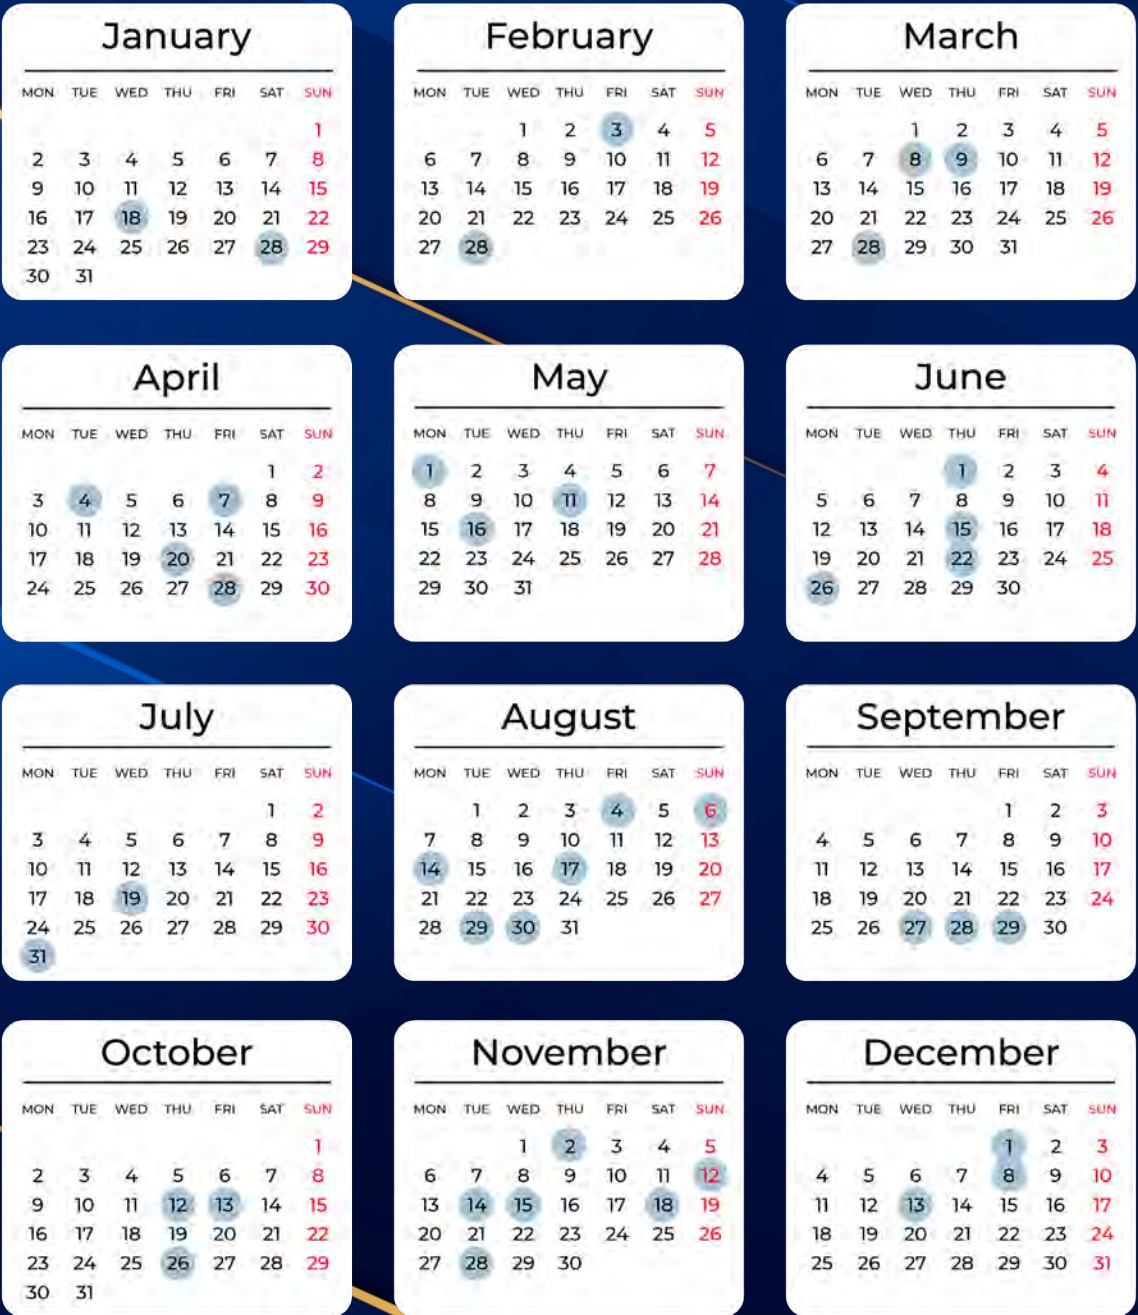 January
MON TUE WED THU FRI SAT SUN
1
2 3 4 5 6 7 8
9 10 11 12 13 14 15
16 17 18 19 20 21 22
23 24 25 26 27 28 29
30 31
February
MON TUE WED THU FRI SAT SUN
1 2 3 4 5
6 7 8 9 10 11 12
13 14 15 16 17 18 19
20 21 22 23 24 25 26
27 28
March
MON TUE WED THU FRI SAT SUN
1 2 3 4 5
6 7 8 9 10 11 12
13 14 15 16 17 18 19
20 21 22 23 24 25 26
27 28 29 30 31
April
MON TUE WED THU FRI SAT SUN
1 2
3 4 5 6 7 8 9
10 11 12 13 14 15 16
17 18 19 20 21 22 23
24 25 26 27 28 29 30
May
MON TUE WED THU FRI SAT SUN
1 2 3 4 5 6 7
8 9 10 11 12 13 14
15 16 17 18 19 20 21
22 23 24 25 26 27 28
29 30 31
June
MON TUE WED THU FRI SAT SUN
1 2 3 4
5 6 7 8 9 10 11
12 13 14 15 16 17 18
19 20 21 22 23 24 25
26 27 28 29 30
July
MON TUE WED THU FRI SAT SUN
1 2
3 4 5 6 7 8 9
10 11 12 13 14 15 16
17 18 19 20 21 22 23
24 25 26 27 28 29 30
31
August
MON TUE WED THU FRI SAT SUN
1 2 3 4 5 6
7 8 9 10 11 12 13
14 15 16 17 18 19 20
21 22 23 24 25 26 27
28 29 30 31
September
MON TUE WED THU FRI SAT SUN
1 2 3
4 5 6 7 8 9 10
11 12 13 14 15 16 17
18 19 20 21 22 23 24
25 26 27 28 29 30
October
MON TUE WED THU FRI SAT SUN
1
2 3 4 5 6 7 8
9 10 11 12 13 14 15
16 17 18 19 20 21 22
23 24 25 26 27 28 29
30 31
November
MON TUE WED THU FRI SAT SUN
1 2 3 4 5
6 7 8 9 10 11 12
13 14 15 16 17 18 19
20 21 22 23 24 25 26
27 28 29 30
December
MON TUE WED THU FRI SAT SUN
1 2 3
4 5 6 7 8 9 10
11 12 13 14 15 16 17
18 19 20 21 22 23 24
25 26 27 28 29 30 31